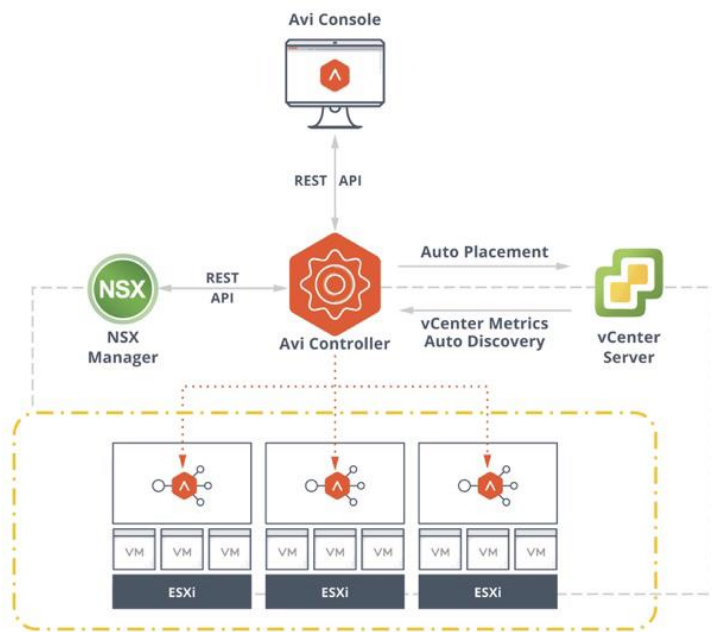 Avi Console
REST API
NSX
NSX
Manager
REST
API
Avi Controller
Auto Placement
vCenter Metrics
Auto Discovery
vCenter
Server
VM VM VM
VM VM VM
VM VM VM
ESXi
ESXi
ESXi